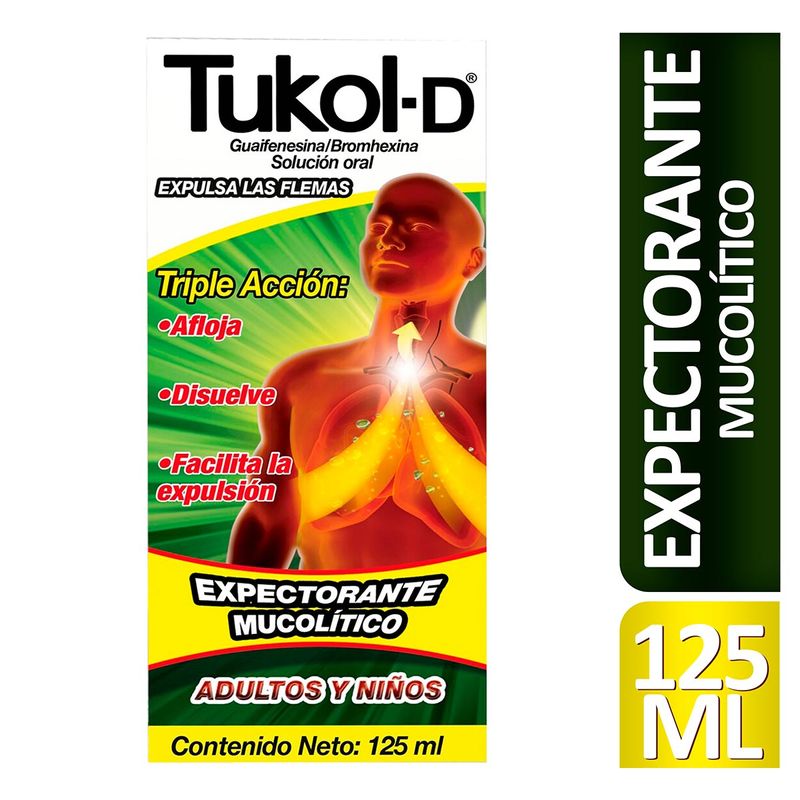 Tukol-D®
Guaifenesina/Bromhexina
Solución oral
EXPULSA LAS FLEMAS
Triple Acción:
•Afloja
•Disuelve
•Facilita la
expulsión
EXPECTORANTE
MUCOLÍTICO
ADULTOS Y NIÑOS
Contenido Neto: 125 ml
EXPECTORANTE
MUCOLÍTICO
125
ML